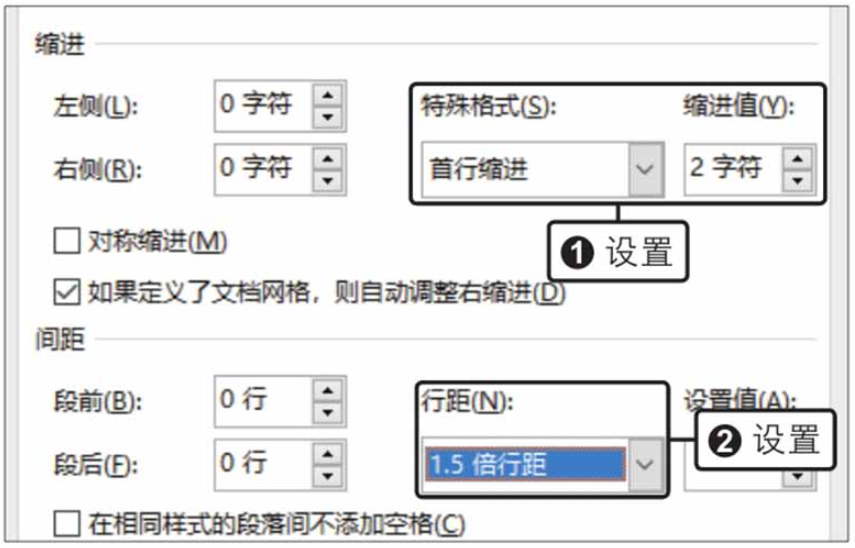 缩进
左侧(L): 0 字符 特殊格式(S): 缩进值(Y):
右侧(R): 0 字符 首行缩进 2 字符
❶ 设置
对称缩进(M)
如果定义了文档网格，则自动调整右缩进(D)
间距
段前(B): 0 行 行距(N): 设置值(A):
❷ 设置
段后(F): 0 行 1.5 倍行距
在相同样式的段落间不添加空格(C)